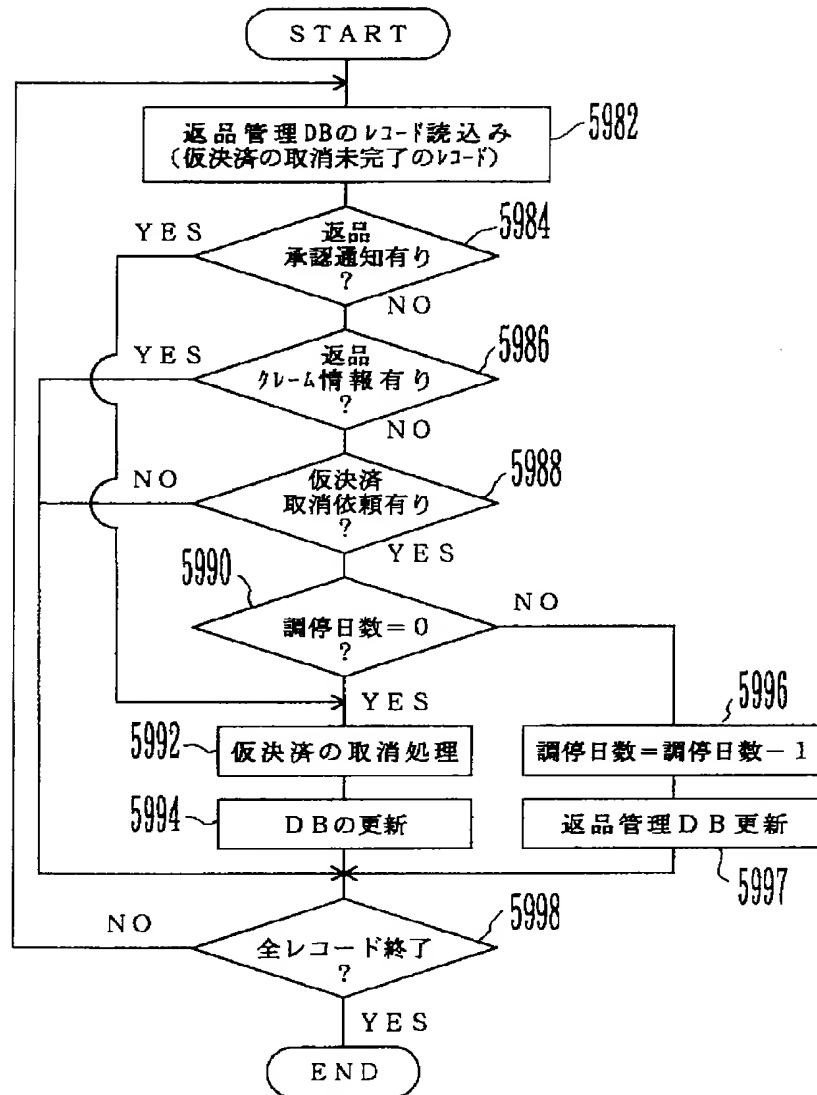 START
返品管理DBのレコード読込み
(仮決済の取消未完了のレコード)
5982
YES
返品
承認通知有り
?
5984
NO
YES
返品
クレーム情報有り
?
5986
NO
NO
仮決済
取消依頼有り
?
5988
YES
5990
調停日数=0
?
NO
YES
5992
仮決済の取消処理
5996
調停日数=調停日数-1
5994
DBの更新
返品管理DB更新
5997
NO
全レコード終了
?
5998
YES
END